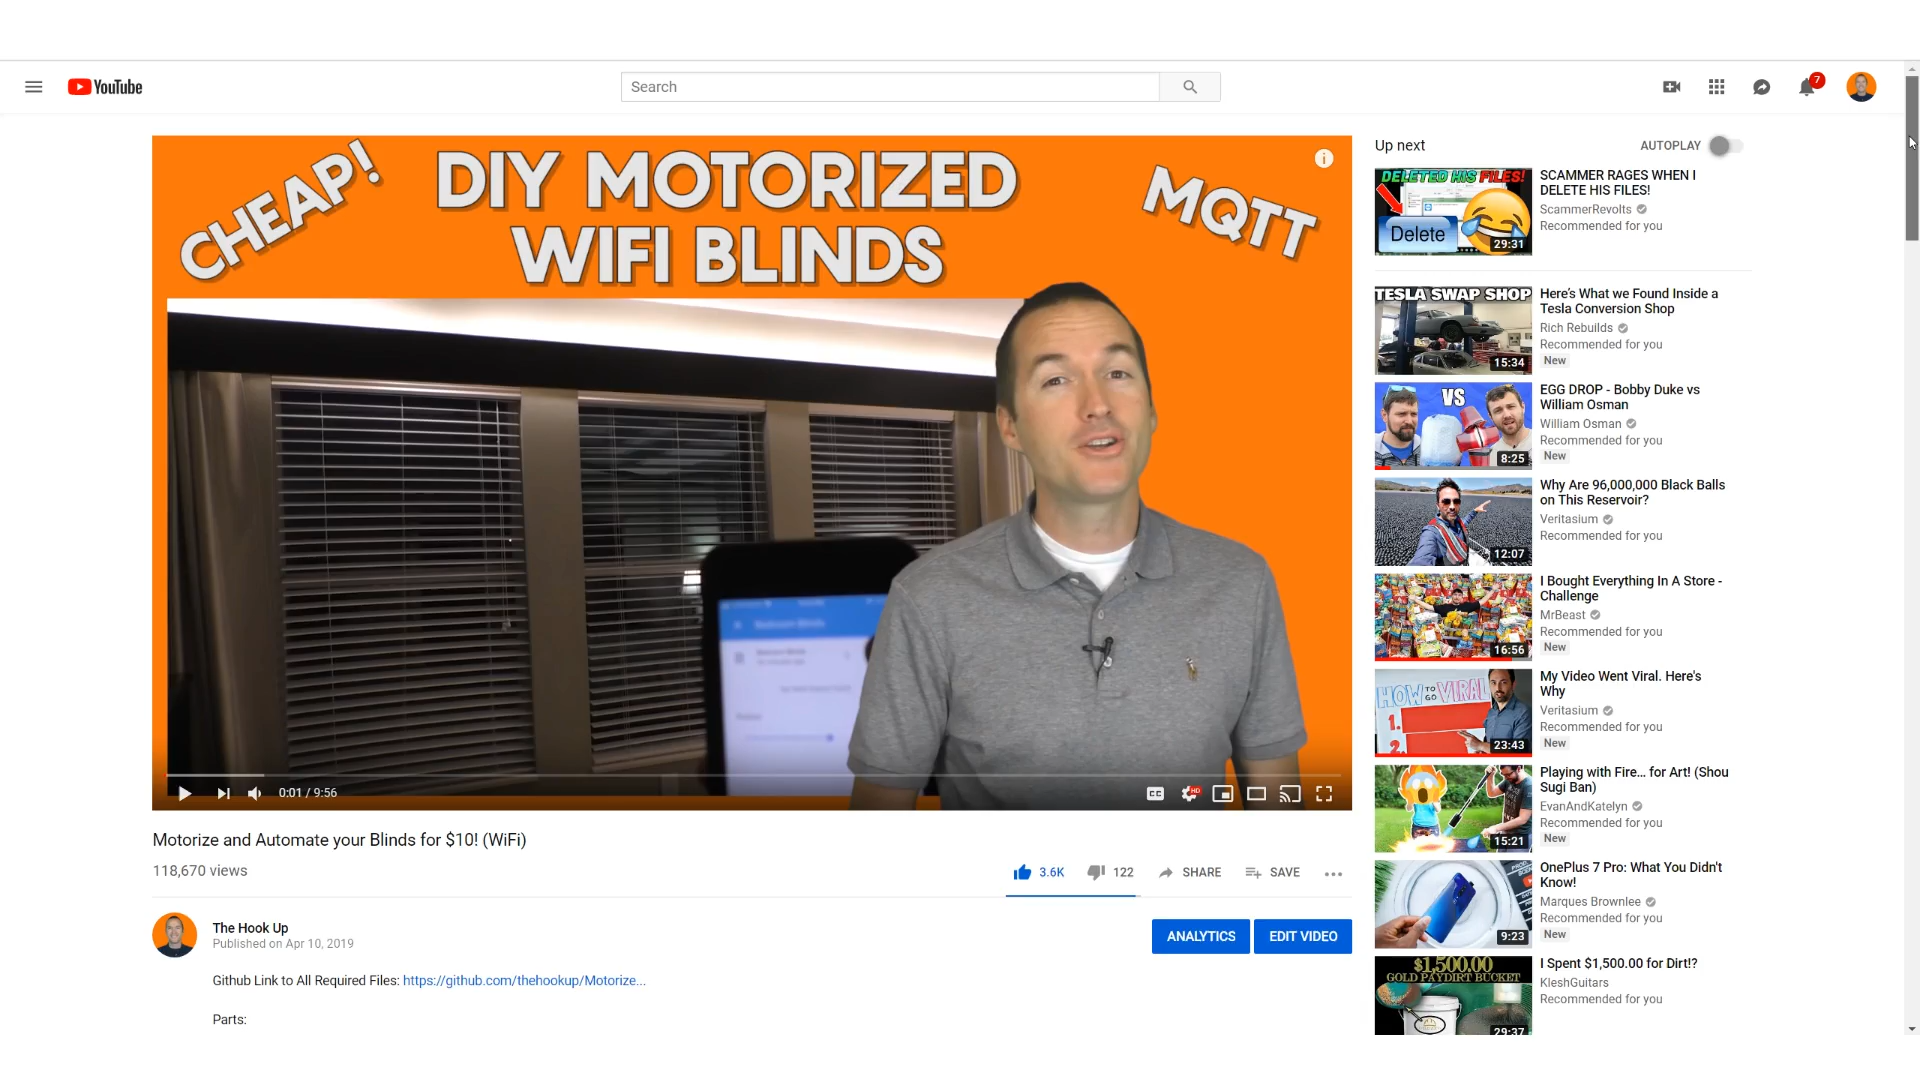 YouTube
Search
7
CHEAP!
DIY MOTORIZED
WIFI BLINDS
MQTT
0:01 / 9:56
CC
HD
Motorize and Automate your Blinds for $10! (WiFi)
118,670 views
3.6K
122
SHARE
SAVE
The Hook Up
Published on Apr 10, 2019
ANALYTICS
EDIT VIDEO
Github Link to All Required Files: https://github.com/thehookup/Motorize...
Parts:
Up next
AUTOPLAY
DELETED HIS FILES!
Delete
29:31
SCAMMER RAGES WHEN I
DELETE HIS FILES!
ScammerRevolts
Recommended for you
TESLA SWAP SHOP
15:34
Here's What we Found Inside a
Tesla Conversion Shop
Rich Rebuilds
Recommended for you
New
VS
8:25
EGG DROP - Bobby Duke vs
William Osman
William Osman
Recommended for you
New
12:07
Why Are 96,000,000 Black Balls
on This Reservoir?
Veritasium
Recommended for you
16:56
I Bought Everything In A Store -
Challenge
MrBeast
Recommended for you
New
HOW TO GO VIRAL
1.
2.
23:43
My Video Went Viral. Here's
Why
Veritasium
Recommended for you
New
15:21
Playing with Fire... for Art! (Shou
Sugi Ban)
EvanAndKatelyn
Recommended for you
New
9:23
OnePlus 7 Pro: What You Didn't
Know!
Marques Brownlee
Recommended for you
New
$1,500.00
GOLD PAYDIRT BUCKET
29:37
I Spent $1,500.00 for Dirt!?
KleshGuitars
Recommended for you